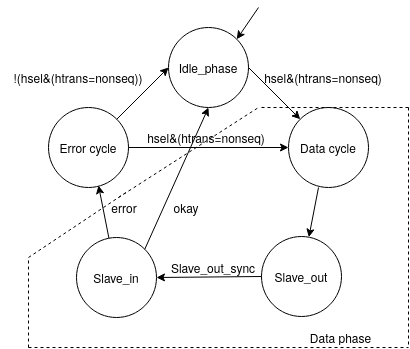 Idle_phase
!(hsel&(htrans=nonseq))
hsel&(htrans=nonseq)
Error cycle
hsel&(htrans=nonseq)
Data cycle
error
okay
Slave_in
Slave_out_sync
Slave_out
Data phase